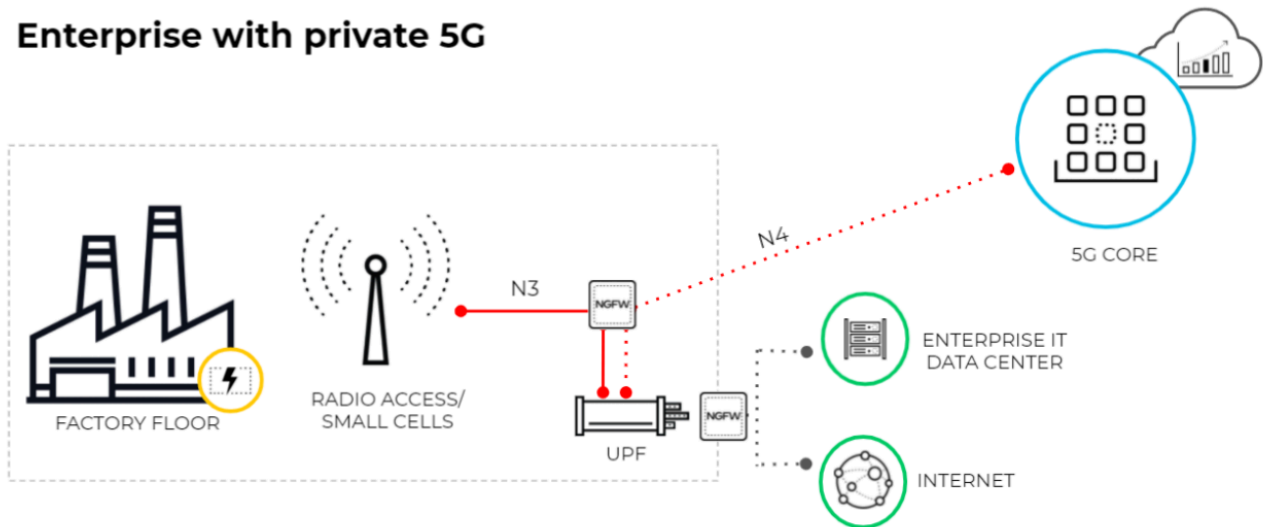 Enterprise with private 5G
5G CORE
N4
N3
NGFW
ENTERPRISE IT
DATA CENTER
RADIO ACCESS/
SMALL CELLS
FACTORY FLOOR
NGFW
UPF
INTERNET